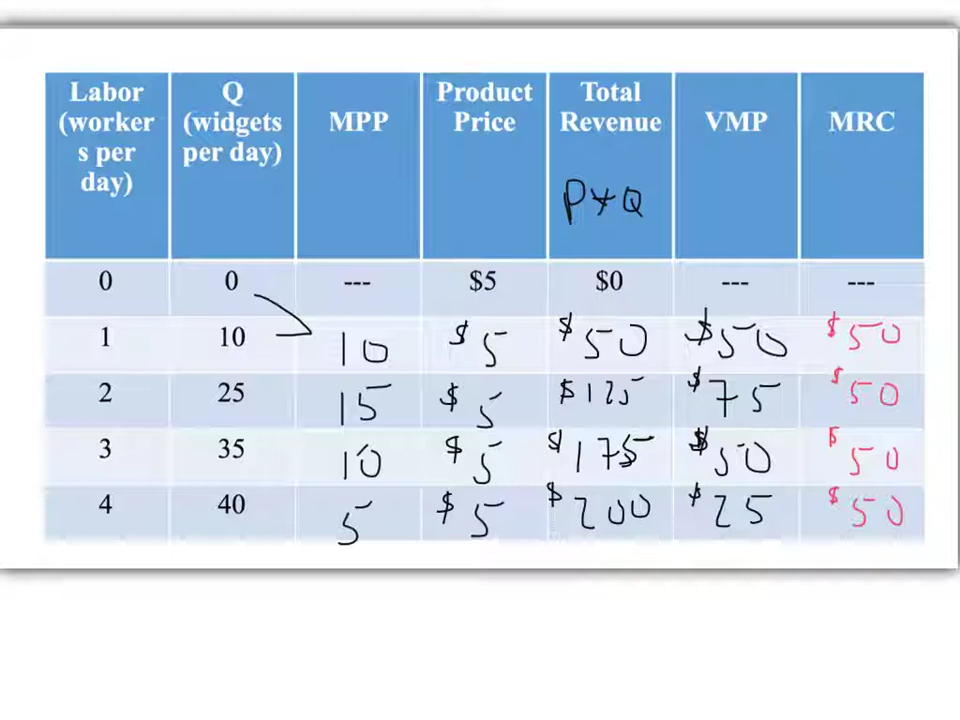 Labor (workers per day) Q (widgets per day) MPP Product Price Total Revenue P*Q VMP MRC
0 0 --- $5 $0 --- ---
1 10 10 $5 $50 $50 $50
2 25 15 $5 $125 $75 $50
3 35 10 $5 $175 $50 $50
4 40 5 $5 $200 $25 $50